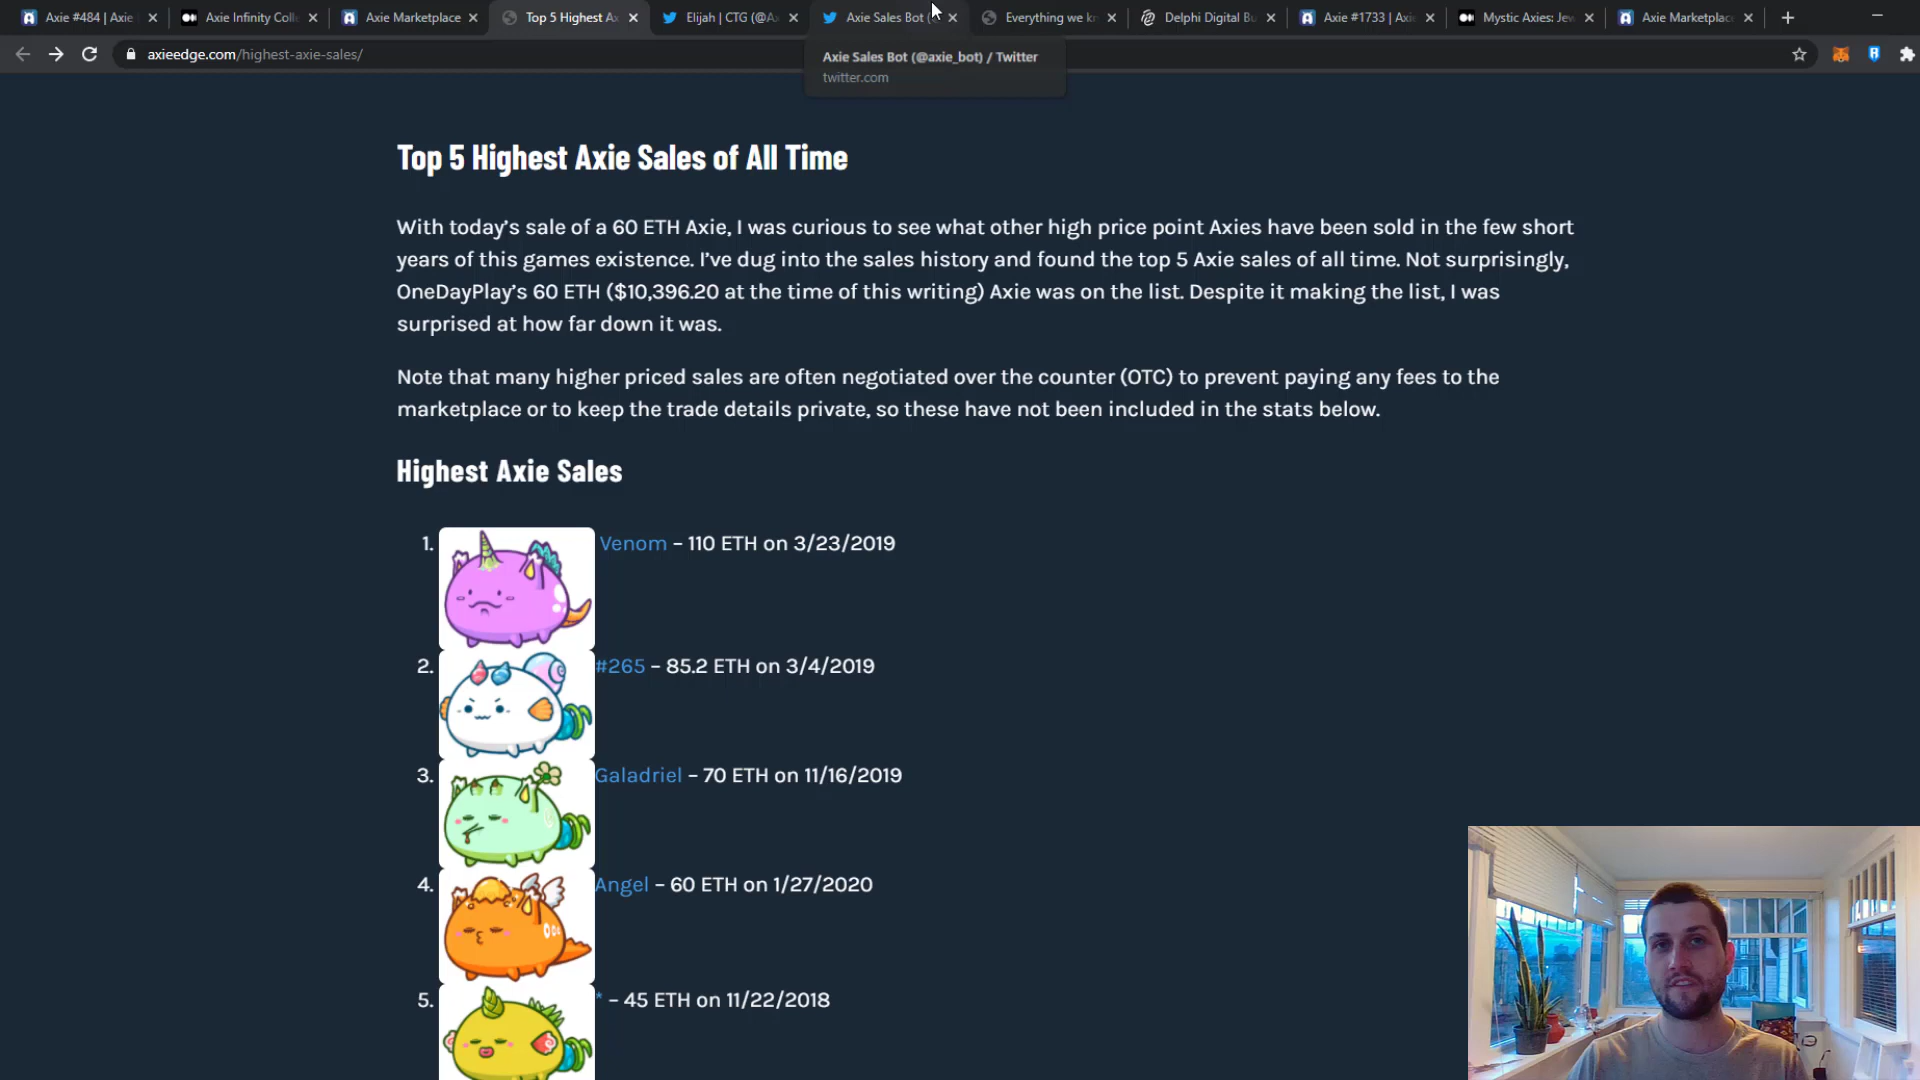 Axie #484 | Axie
Axie Infinity Coll
Axie Marketplace
Top 5 Highest Ax
Elijah | CTG (@Ax
Axie Sales Bot (
Everything we k
Delphi Digital Bu
Axie #1733 | Axi
Mystic Axies: Jew
Axie Marketplac
axieedge.com/highest-axie-sales/
Axie Sales Bot (@axie_bot) / Twitter
twitter.com
Top 5 Highest Axie Sales of All Time
With today's sale of a 60 ETH Axie, I was curious to see what other high price point Axies have been sold in the few short
years of this games existence. I've dug into the sales history and found the top 5 Axie sales of all time. Not surprisingly,
OneDayPlay's 60 ETH ($10,396.20 at the time of this writing) Axie was on the list. Despite it making the list, I was
surprised at how far down it was.
Note that many higher priced sales are often negotiated over the counter (OTC) to prevent paying any fees to the
marketplace or to keep the trade details private, so these have not been included in the stats below.
Highest Axie Sales
1. Venom – 110 ETH on 3/23/2019
2. #265 – 85.2 ETH on 3/4/2019
3. Galadriel – 70 ETH on 11/16/2019
4. Angel – 60 ETH on 1/27/2020
5. * – 45 ETH on 11/22/2018